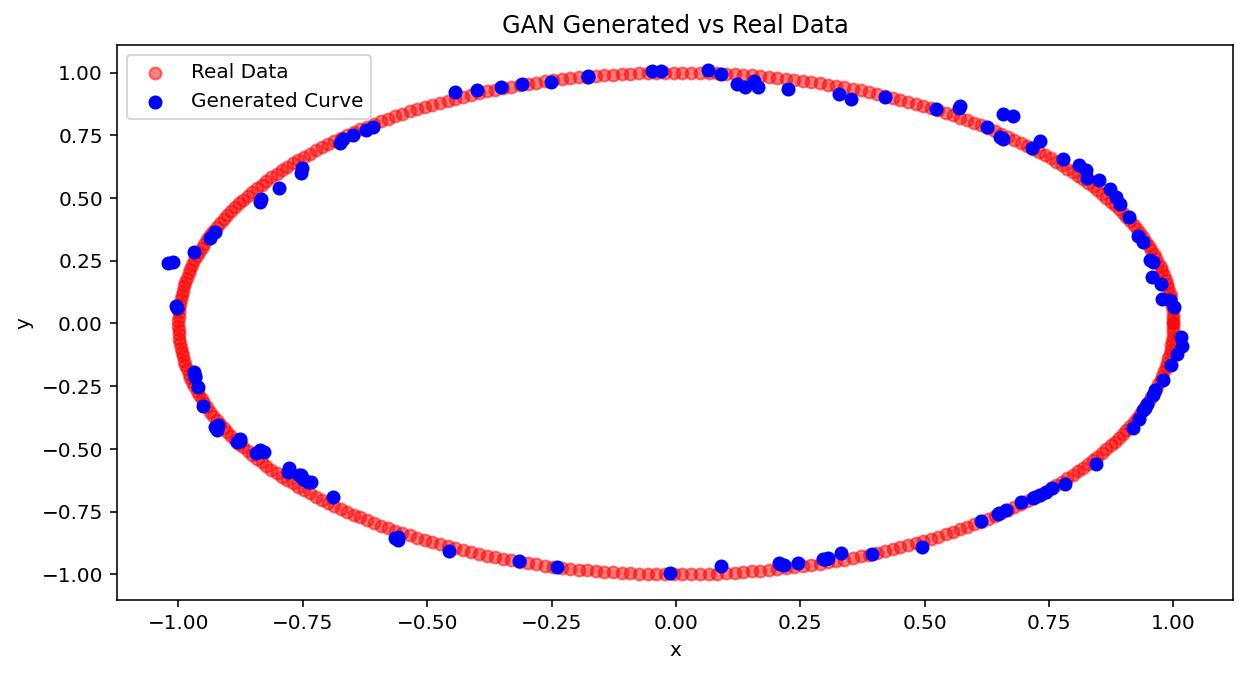 GAN Generated vs Real Data
Real Data
Generated Curve
1.00
0.75
0.50
0.25
0.00
−0.25
−0.50
−0.75
−1.00
y
−1.00 −0.75 −0.50 −0.25 0.00 0.25 0.50 0.75 1.00
x